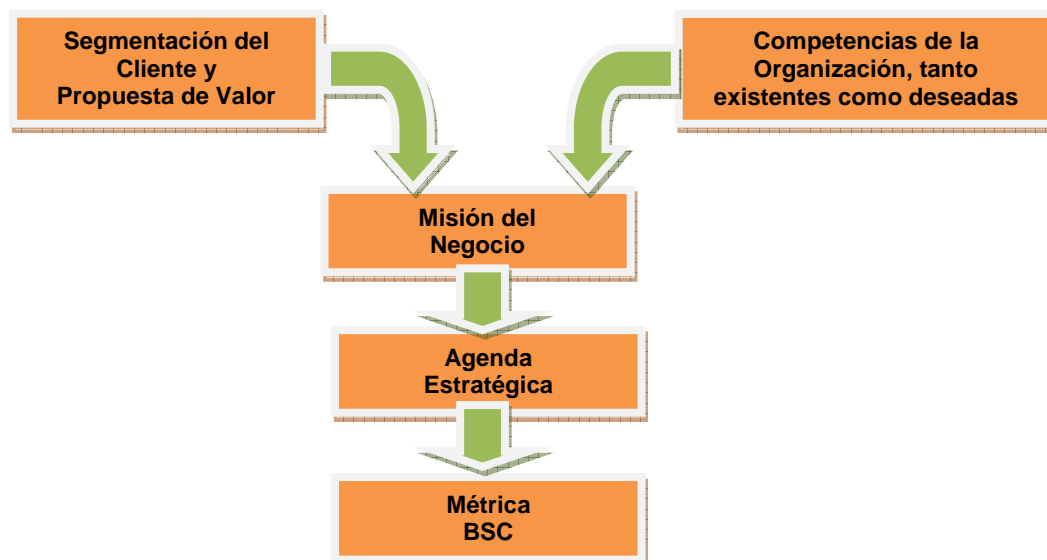 Segmentación del
Cliente y
Propuesta de Valor
Competencias de la
Organización, tanto
existentes como deseadas
Misión del
Negocio
Agenda
Estratégica
Métrica
BSC